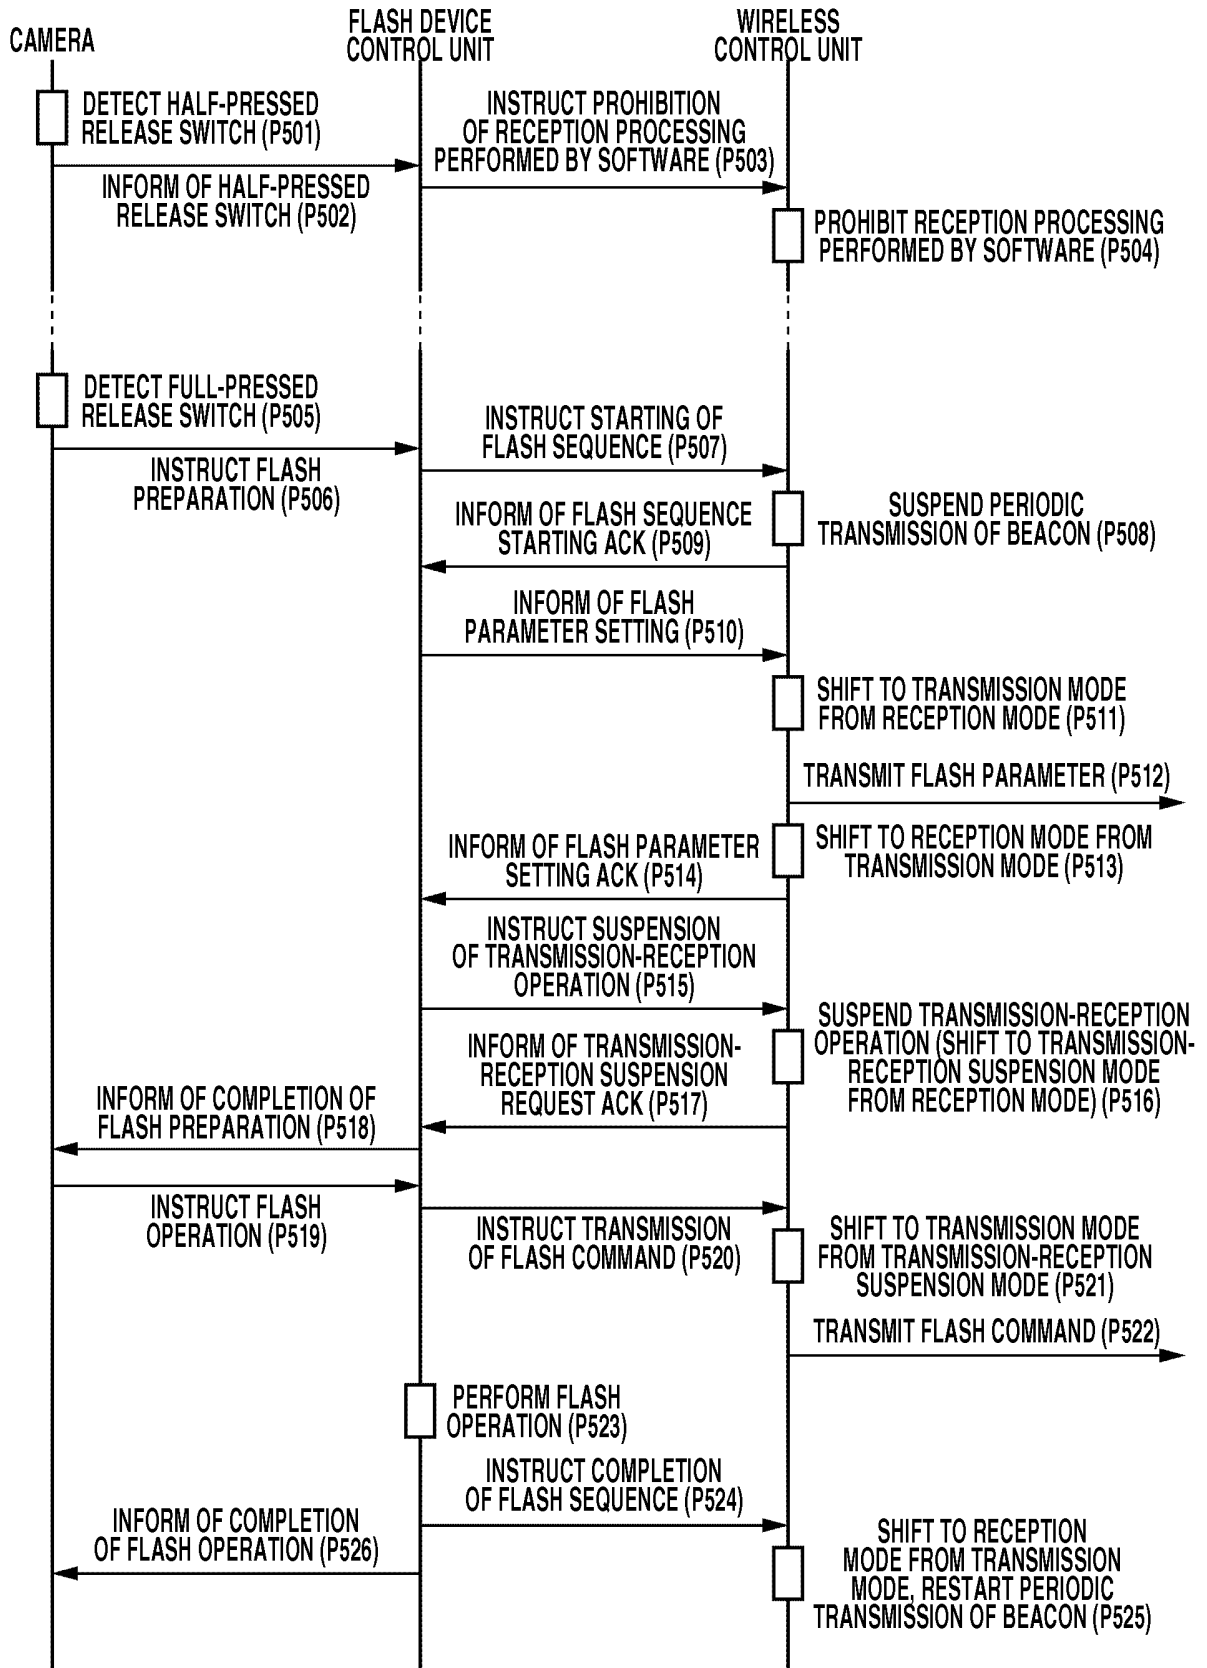 CAMERA
FLASH DEVICE
CONTROL UNIT
WIRELESS
CONTROL UNIT
DETECT HALF-PRESSED
RELEASE SWITCH (P501)
INFORM OF HALF-PRESSED
RELEASE SWITCH (P502)
INSTRUCT PROHIBITION
OF RECEPTION PROCESSING
PERFORMED BY SOFTWARE (P503)
PROHIBIT RECEPTION PROCESSING
PERFORMED BY SOFTWARE (P504)
DETECT FULL-PRESSED
RELEASE SWITCH (P505)
INSTRUCT FLASH
PREPARATION (P506)
INSTRUCT STARTING OF
FLASH SEQUENCE (P507)
SUSPEND PERIODIC
TRANSMISSION OF BEACON (P508)
INFORM OF FLASH SEQUENCE
STARTING ACK (P509)
INFORM OF FLASH
PARAMETER SETTING (P510)
SHIFT TO TRANSMISSION MODE
FROM RECEPTION MODE (P511)
TRANSMIT FLASH PARAMETER (P512)
SHIFT TO RECEPTION MODE FROM
TRANSMISSION MODE (P513)
INFORM OF FLASH PARAMETER
SETTING ACK (P514)
INSTRUCT SUSPENSION
OF TRANSMISSION-RECEPTION
OPERATION (P515)
SUSPEND TRANSMISSION-RECEPTION
OPERATION (SHIFT TO TRANSMISSION-
RECEPTION SUSPENSION MODE
FROM RECEPTION MODE) (P516)
INFORM OF TRANSMISSION-
RECEPTION SUSPENSION
REQUEST ACK (P517)
INFORM OF COMPLETION OF
FLASH PREPARATION (P518)
INSTRUCT FLASH
OPERATION (P519)
INSTRUCT TRANSMISSION
OF FLASH COMMAND (P520)
SHIFT TO TRANSMISSION MODE
FROM TRANSMISSION-RECEPTION
SUSPENSION MODE (P521)
TRANSMIT FLASH COMMAND (P522)
PERFORM FLASH
OPERATION (P523)
INSTRUCT COMPLETION
OF FLASH SEQUENCE (P524)
SHIFT TO RECEPTION
MODE FROM TRANSMISSION
MODE, RESTART PERIODIC
TRANSMISSION OF BEACON (P525)
INFORM OF COMPLETION
OF FLASH OPERATION (P526)